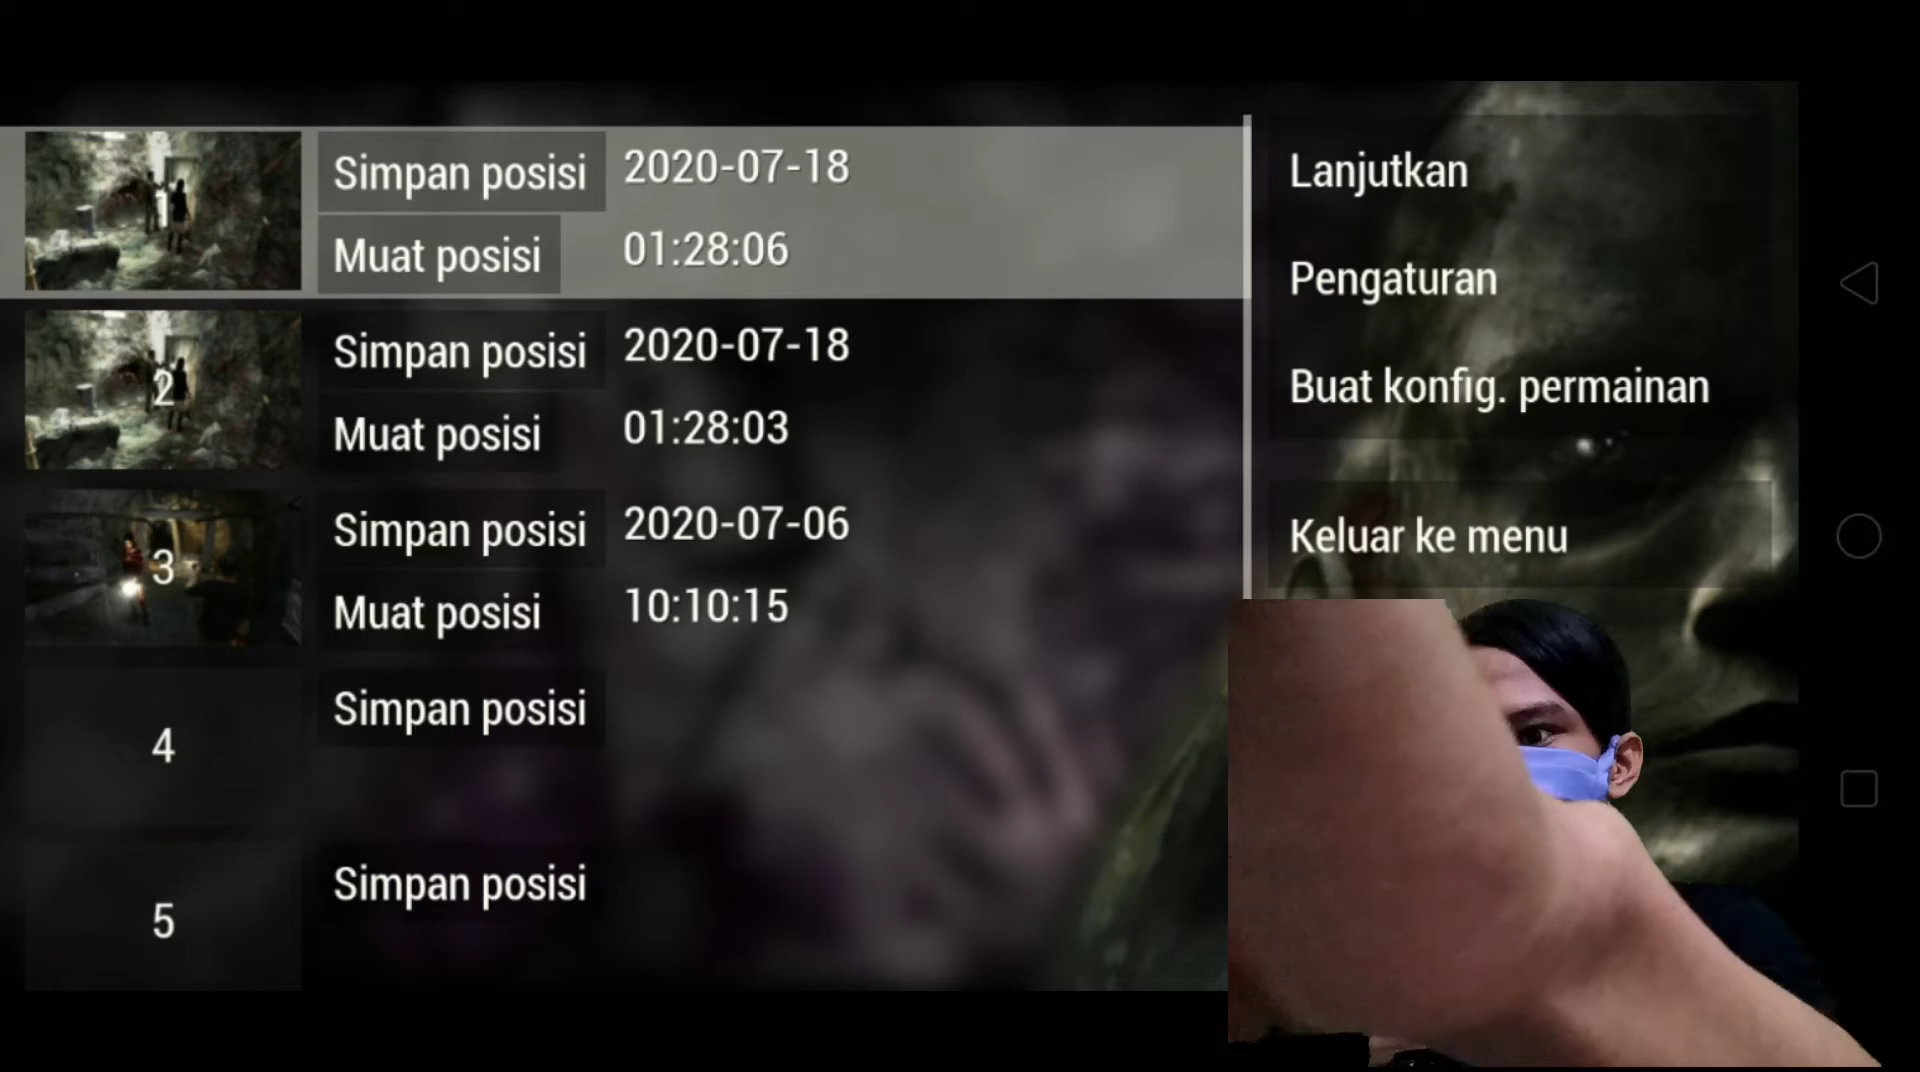 Simpan posisi 2020-07-18
Muat posisi 01:28:06
2
Simpan posisi 2020-07-18
Muat posisi 01:28:03
3
Simpan posisi 2020-07-06
Muat posisi 10:10:15
4
Simpan posisi
5
Simpan posisi
Lanjutkan
Pengaturan
Buat konfig. permainan
Keluar ke menu